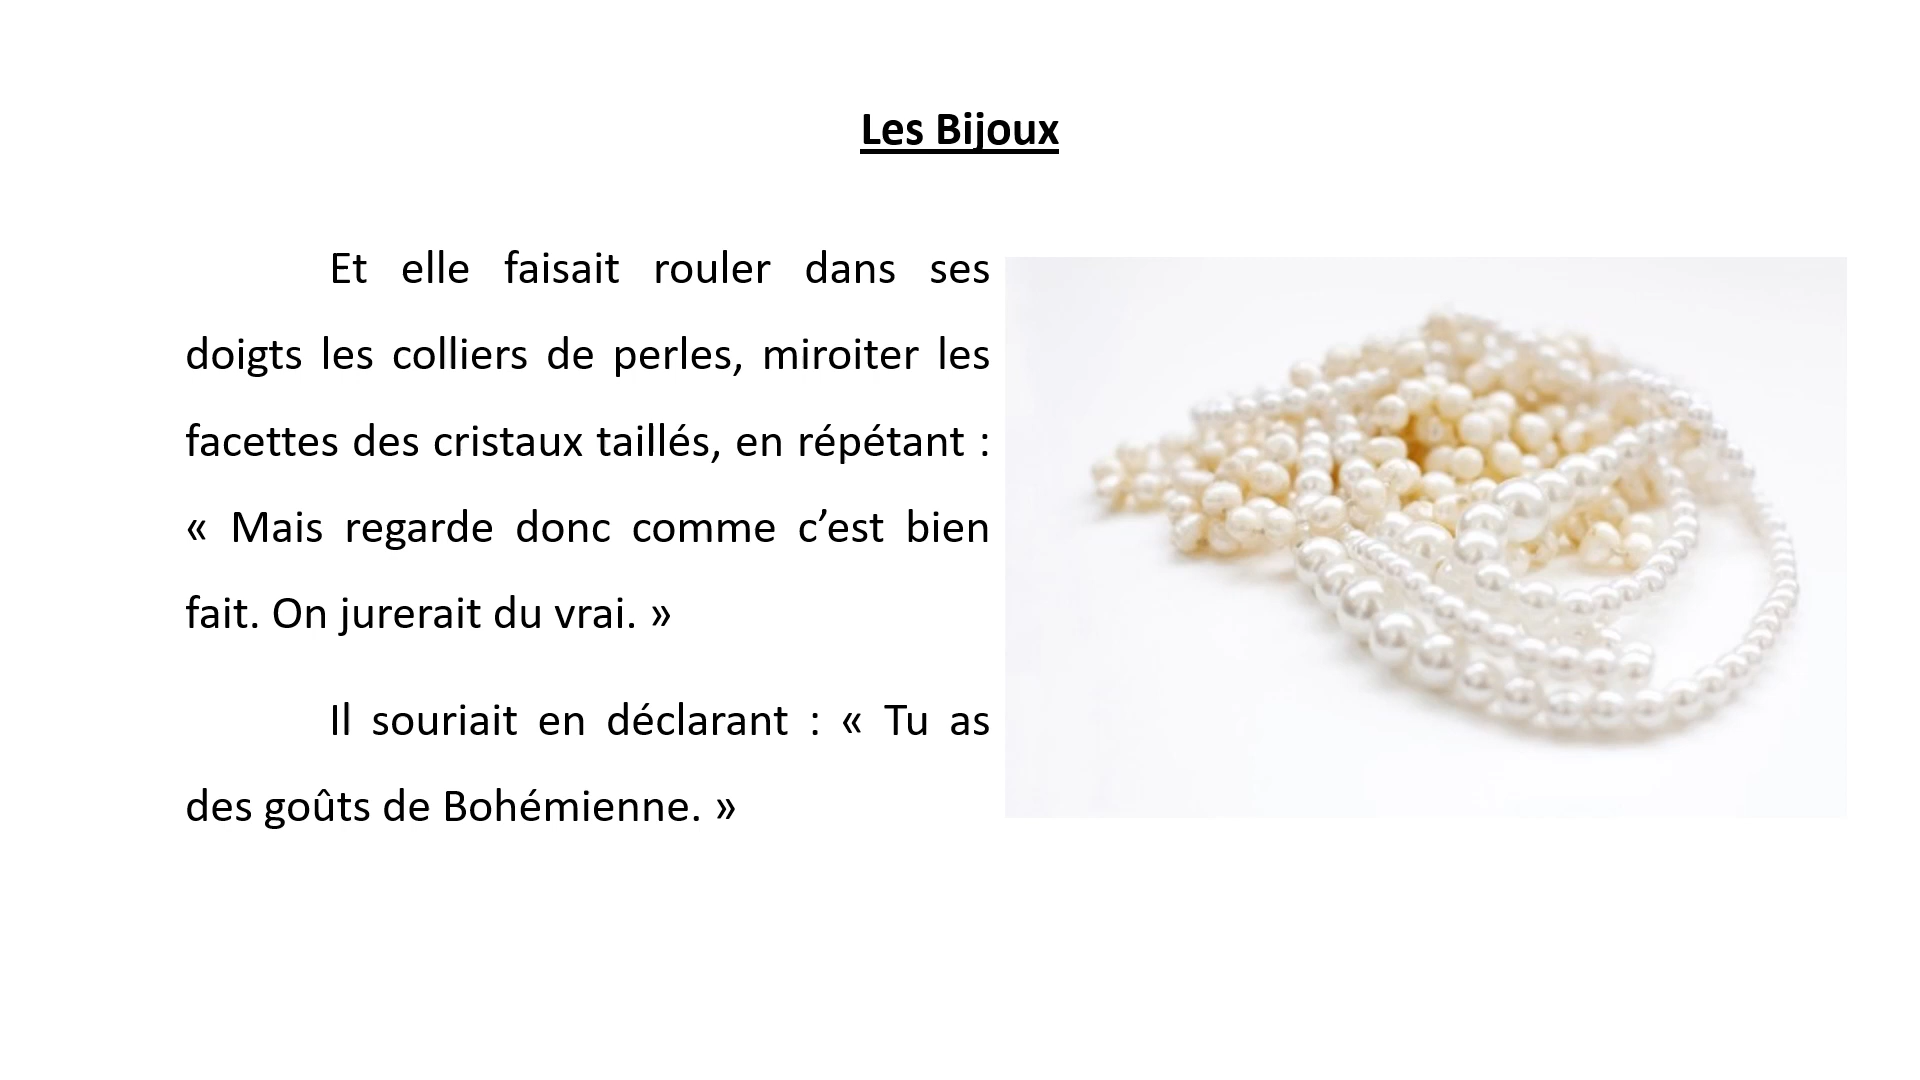 Les Bijoux
Et elle faisait rouler dans ses
doigts les colliers de perles, miroiter les
facettes des cristaux taillés, en répétant :
« Mais regarde donc comme c’est bien
fait. On jurerait du vrai. »
Il souriait en déclarant : « Tu as
des goûts de Bohémienne. »